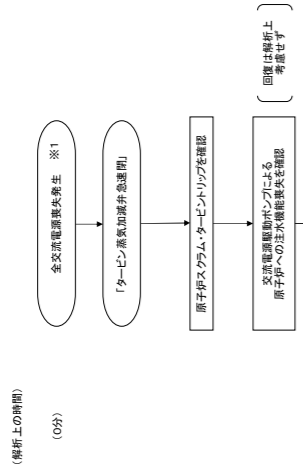 (解析上の時間)
(0分)
全交流電源喪失発生 ※1
「タービン蒸気加減弁急速閉」
原子炉スクラム・タービントリップを確認
交流電源駆動ポンプによる
原子炉への注水機能喪失を確認
回復は解析上
考慮せず